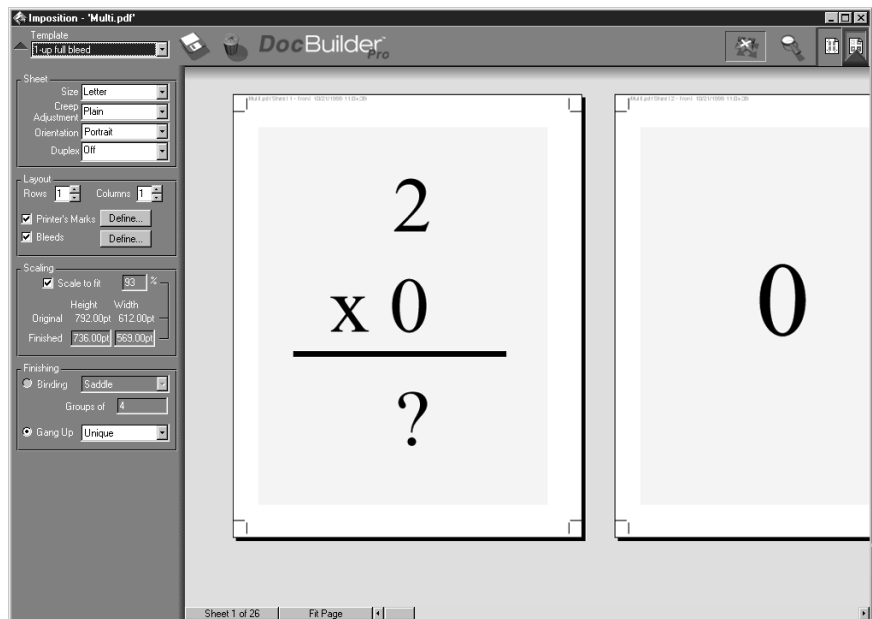 Imposition - 'Multi.pdf'
Template
1-up full bleed
DocBuilder Pro
Sheet
Size Letter
Creep Adjustment Plain
Orientation Portrait
Duplex Off
Layout
Rows 1 Columns 1
Printer's Marks Define...
Bleeds Define...
Scaling
Scale to fit 93 %
Height Width
Original 792.00pt 612.00pt
Finished 736.00pt 569.00pt
Finishing
Binding Saddle
Groups of 4
Gang Up Unique
2
x 0
?
0
Sheet 1 of 26 Fit Page